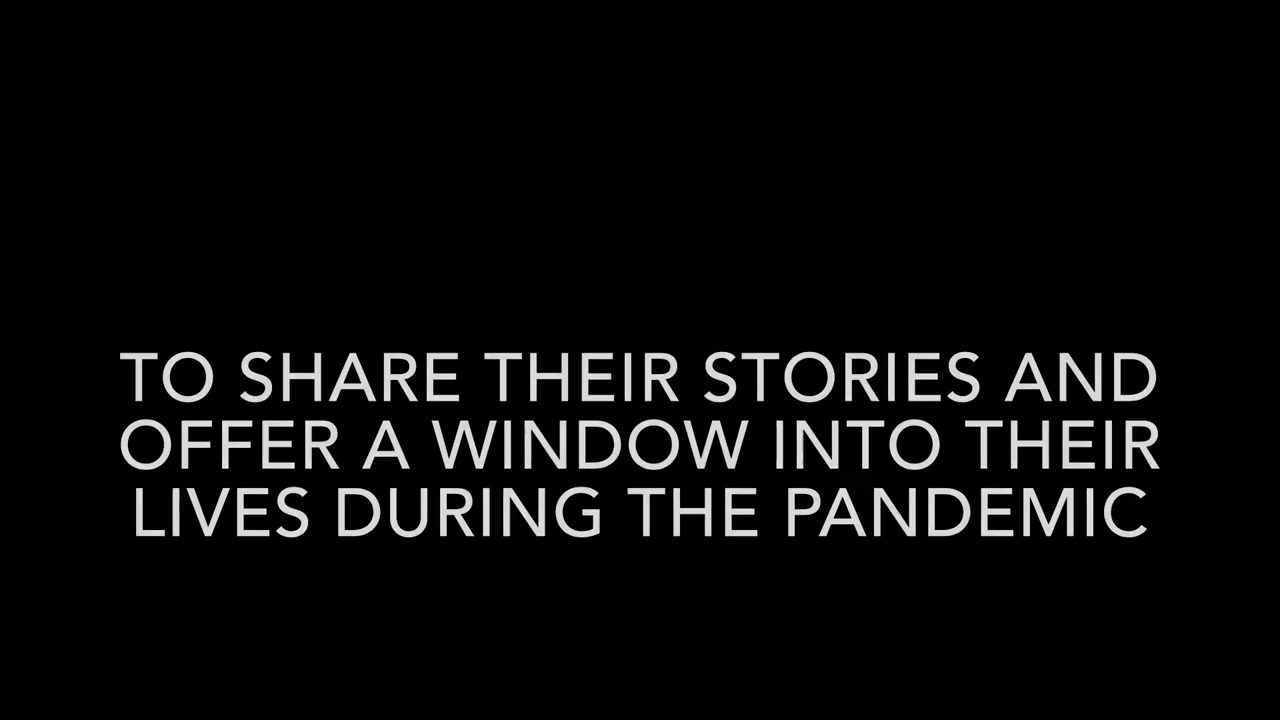 TO SHARE THEIR STORIES AND
OFFER A WINDOW INTO THEIR
LIVES DURING THE PANDEMIC